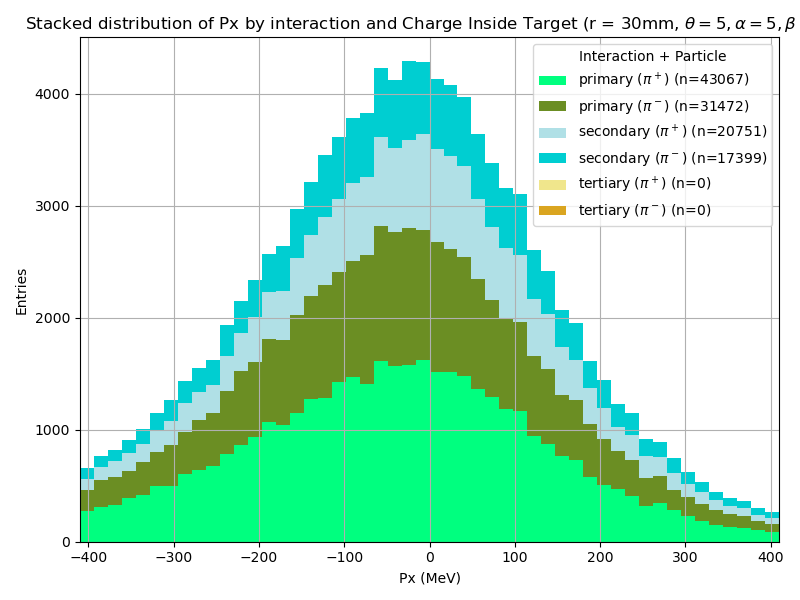 Stacked distribution of Px by interaction and Charge Inside Target (r = 30mm, θ = 5, α = 5, β
Interaction + Particle
primary (π⁺) (n=43067)
primary (π⁻) (n=31472)
secondary (π⁺) (n=20751)
secondary (π⁻) (n=17399)
tertiary (π⁺) (n=0)
tertiary (π⁻) (n=0)
Entries
4000
3000
2000
1000
0
−400 −300 −200 −100 0 100 200 300 400
Px (MeV)